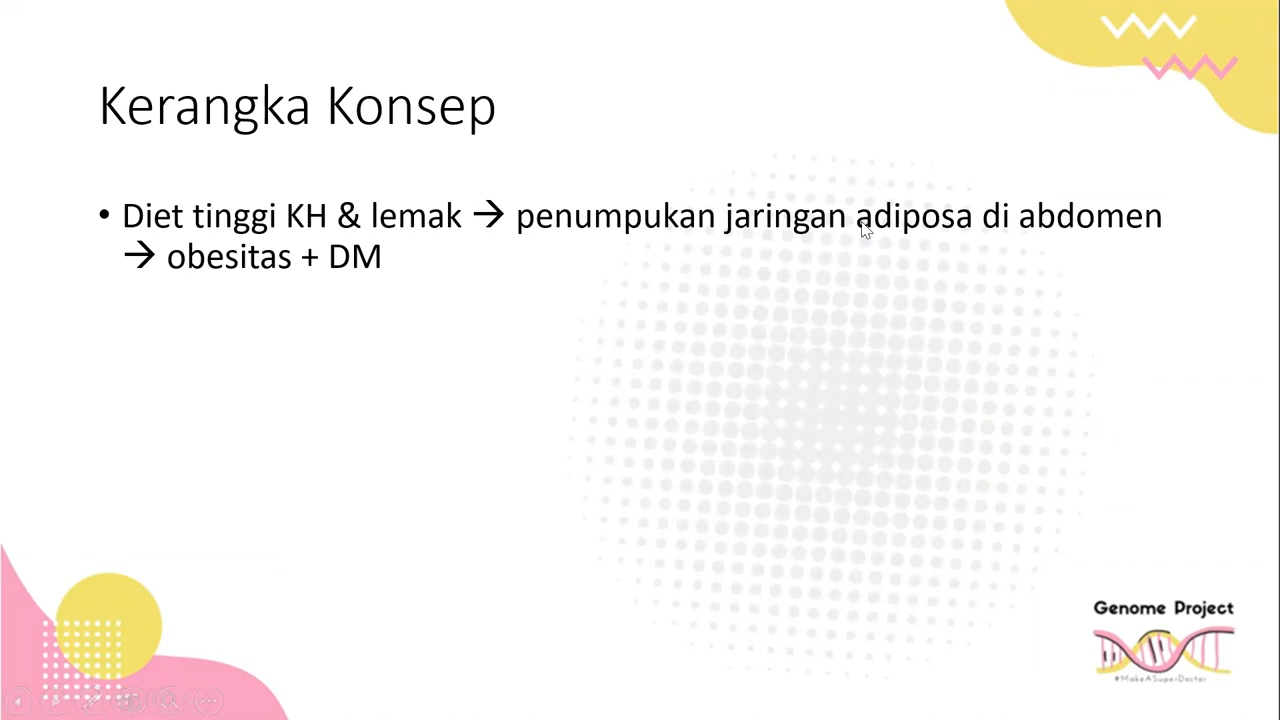 Kerangka Konsep
• Diet tinggi KH & lemak → penumpukan jaringan adiposa di abdomen
→ obesitas + DM
Genome Project
#MakeASuperDoctor